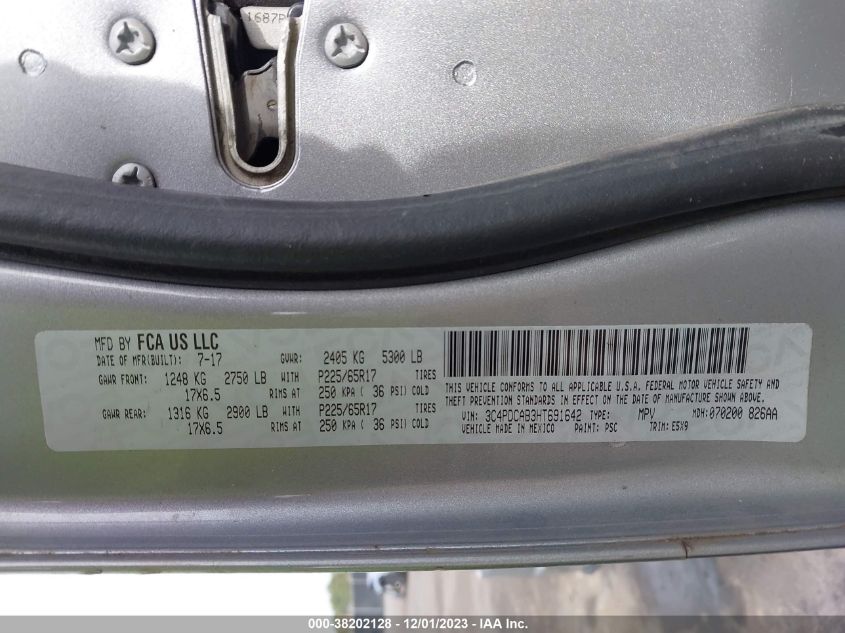 1687P
MFD BY FCA US LLC
DATE OF MFR(BUILT): 7-17 GVWR: 2405 KG 5300 LB
GAWR FRONT: 1248 KG 2750 LB WITH P225/65R17 TIRES
17X6.5 RIMS AT 250 KPA ( 36 PSI) COLD
GAWR REAR: 1316 KG 2900 LB WITH P225/65R17 TIRES
17X6.5 RIMS AT 250 KPA ( 36 PSI) COLD
THIS VEHICLE CONFORMS TO ALL APPLICABLE U.S.A. FEDERAL MOTOR VEHICLE SAFETY AND
THEFT PREVENTION STANDARDS IN EFFECT ON THE DATE OF MANUFACTURE SHOWN ABOVE.
VIN: 3C4PDCAB3HT691642 TYPE: MPV MDH: 070200 826AA
VEHICLE MADE IN MEXICO PAINT: PSC TRIM: E5X9
000-38202128 - 12/01/2023 - IAAI.com